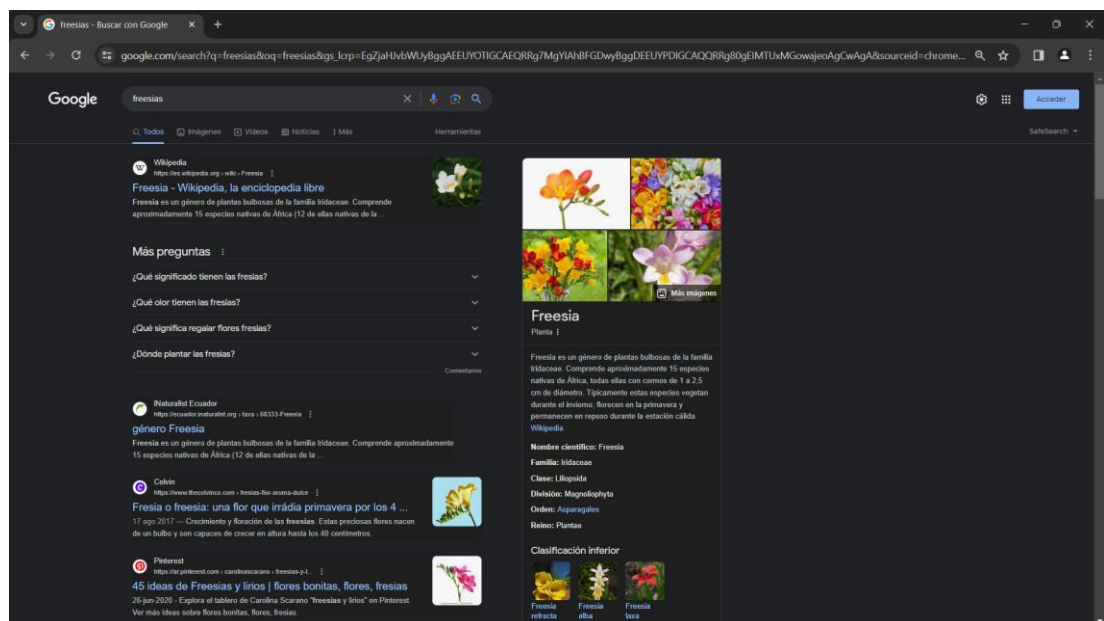 freesias - Buscar con Google
Google
freesias
Acceder
Todos Imágenes Vídeos Noticias Más Herramientas
SafeSearch
Wikipedia
https://es.wikipedia.org › wiki › Freesia
Freesia - Wikipedia, la enciclopedia libre
Freesia es un género de plantas bulbosas de la familia Iridaceae. Comprende
aproximadamente 15 especies nativas de África (12 de ellas nativas de la ...
Más preguntas
¿Qué significado tienen las fresias?
¿Qué olor tienen las fresias?
¿Qué significa regalar flores fresias?
¿Dónde plantar las fresias?
Comentarios
iNaturalist Ecuador
https://ecuador.inaturalist.org › taxa › 68333-Freesia
género Freesia
Freesia es un género de plantas bulbosas de la familia Iridaceae. Comprende aproximadamente
15 especies nativas de África (12 de ellas nativas de la ...
Colvin
https://www.thecolvinco.com › fresias-flor-aroma-dulce
Fresia o freesia: una flor que irrádia primavera por los 4 ...
17 ago 2017 — Crecimiento y floración de las freesias. Estas preciosas flores nacen
de un bulbo y son capaces de crecer en altura hasta los 40 centímetros.
Pinterest
https://ar.pinterest.com › carolinascarano › freesias-y-l...
45 ideas de Freesias y lirios | flores bonitas, flores, fresias
26-jun-2020 - Explora el tablero de Carolina Scarano "freesias y lirios" en Pinterest.
Ver más ideas sobre flores bonitas, flores, fresias.
Más imágenes
Freesia
Planta
Freesia es un género de plantas bulbosas de la familia
Iridaceae. Comprende aproximadamente 15 especies
nativas de África, todas ellas con cormos de 1 a 2,5
cm de diámetro. Típicamente estas especies vegetan
durante el invierno, florecen en la primavera y
permanecen en reposo durante la estación cálida.
Wikipedia
Nombre científico: Freesia
Familia: Iridaceae
Clase: Liliopsida
División: Magnoliophyta
Orden: Asparagales
Reino: Plantae
Clasificación inferior
Freesia refracta
Freesia alba
Freesia laxa